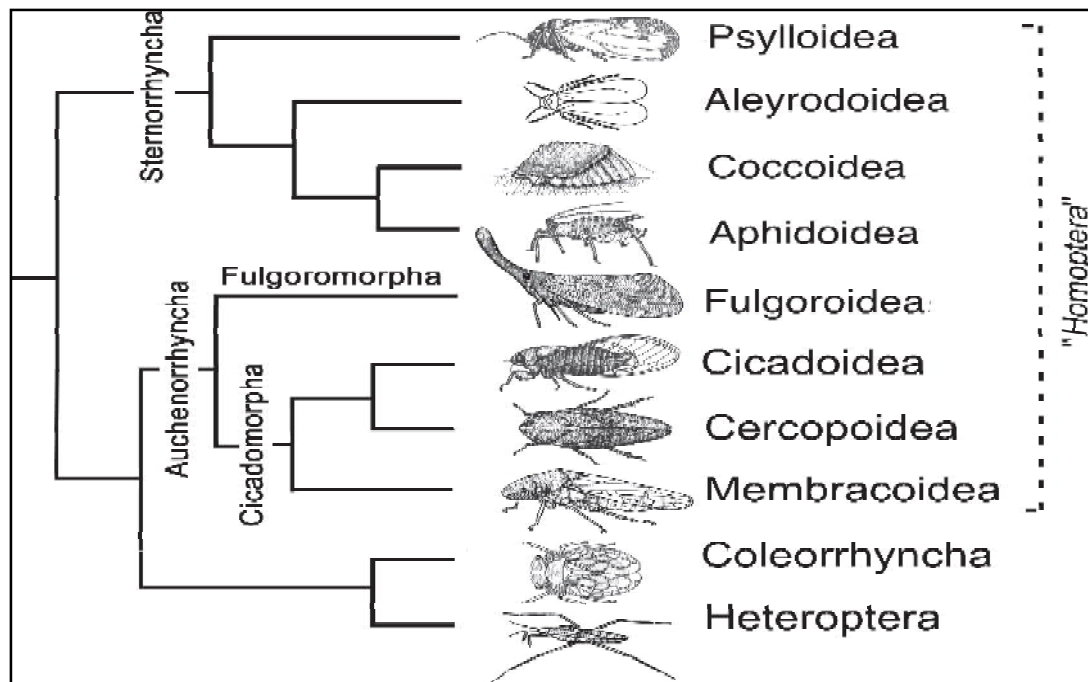 Sternorrhyncha
Psylloidea
Aleyrodoidea
Coccoidea
Aphidoidea
Auchenorrhyncha
Fulgoromorpha
Fulgoroidea
Cicadomorpha
Cicadoidea
Cercopoidea
Membracoidea
Coleorrhyncha
Heteroptera
"Homoptera"